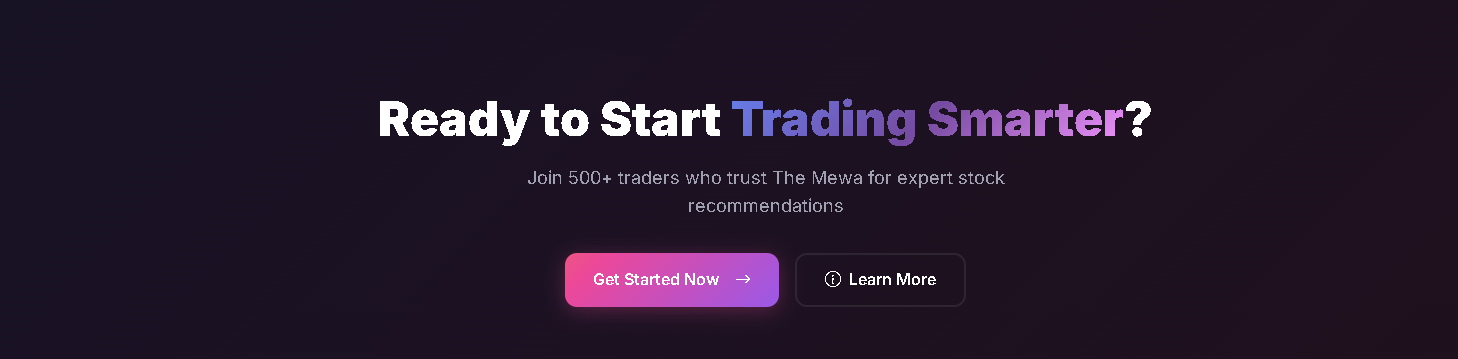 Ready to Start Trading Smarter?
Join 500+ traders who trust The Mewa for expert stock
recommendations
Get Started Now → Learn More